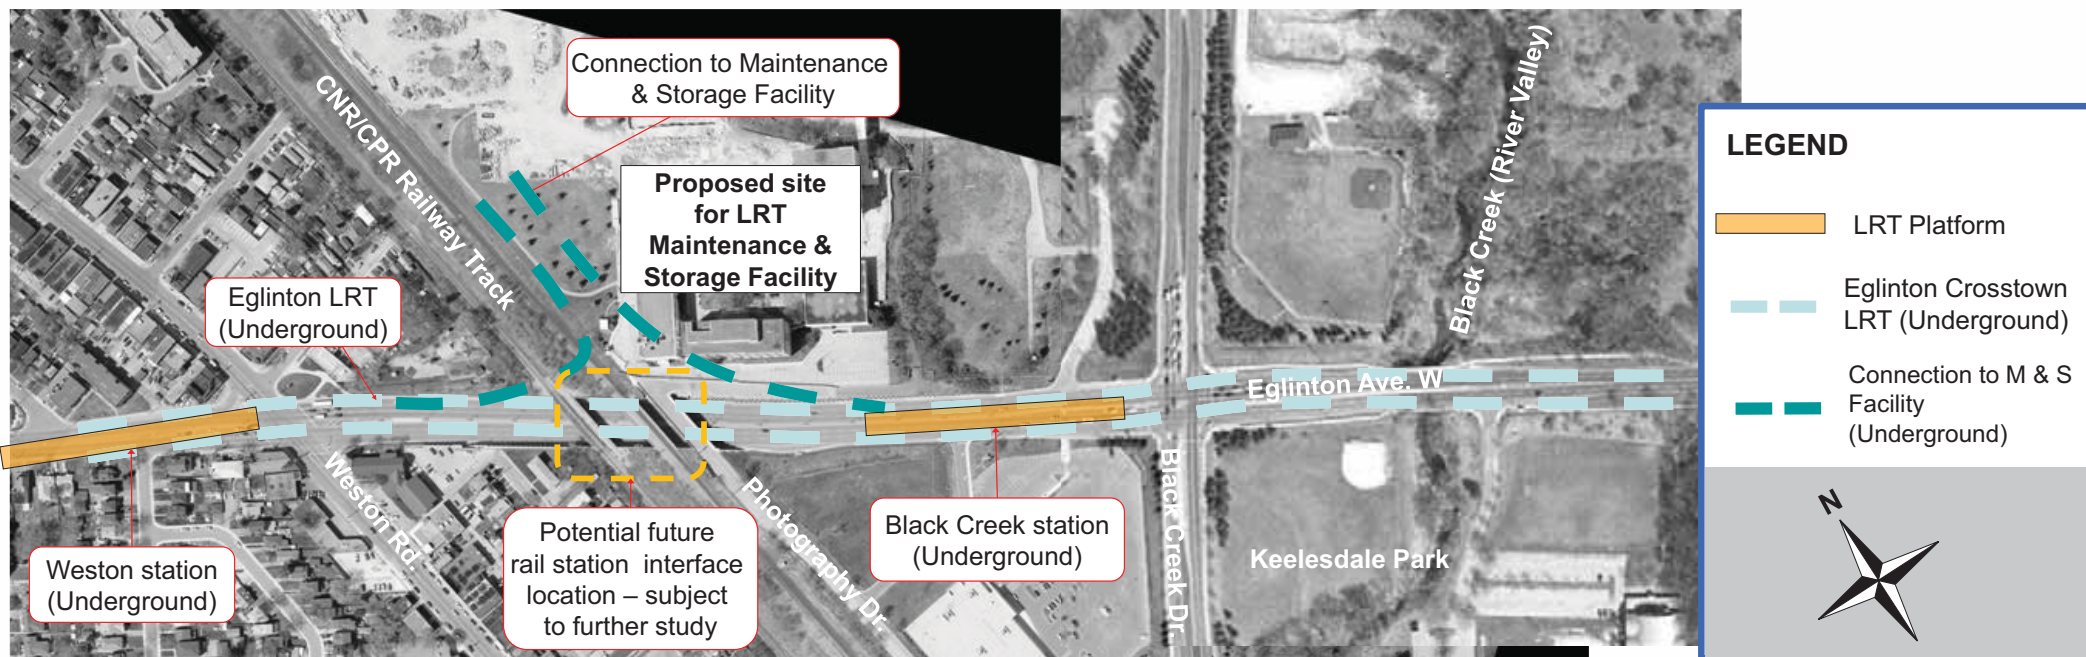 Connection to Maintenance
& Storage Facility
CNR/CPR Railway Track
Proposed site
for LRT
Maintenance &
Storage Facility
Eglinton LRT
(Underground)
Black Creek (River Valley)
Eglinton Ave. W
Weston Rd.
Weston station
(Underground)
Potential future
rail station interface
location – subject
to further study
Photography Dr.
Black Creek station
(Underground)
Black Creek Dr.
Keelesdale Park
LEGEND
LRT Platform
Eglinton Crosstown
LRT (Underground)
Connection to M & S
Facility
(Underground)
N